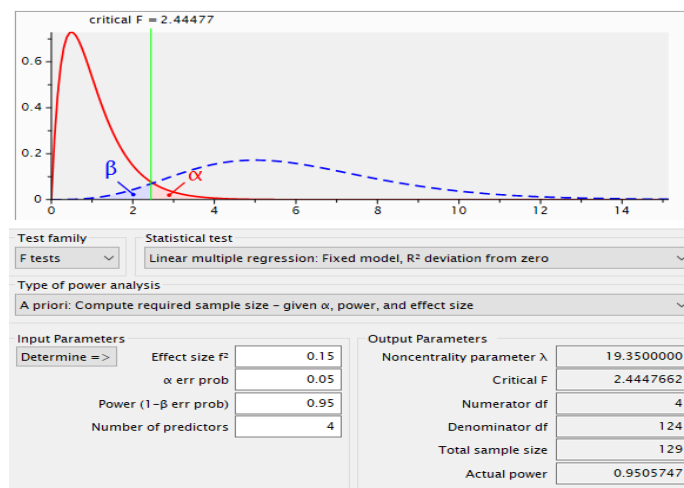 critical F = 2.44477
0.6
0.4
0.2
0
β
α
0 2 4 6 8 10 12 14
Test family Statistical test
F tests Linear multiple regression: Fixed model, R² deviation from zero
Type of power analysis
A priori: Compute required sample size – given α, power, and effect size
Input Parameters Output Parameters
Determine => Effect size f² 0.15 Noncentrality parameter λ 19.3500000
α err prob 0.05 Critical F 2.4447662
Power (1-β err prob) 0.95 Numerator df 4
Number of predictors 4 Denominator df 124
Total sample size 129
Actual power 0.9505747